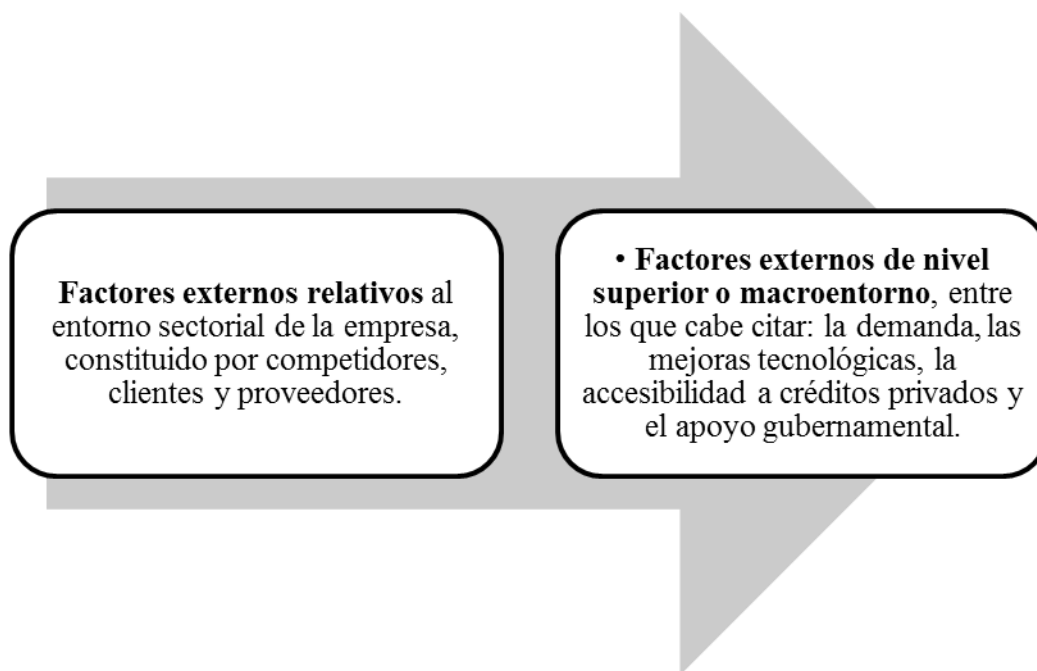 Factores externos relativos al
entorno sectorial de la empresa,
constituido por competidores,
clientes y proveedores.
• Factores externos de nivel
superior o macroentorno, entre
los que cabe citar: la demanda, las
mejoras tecnológicas, la
accesibilidad a créditos privados y
el apoyo gubernamental.